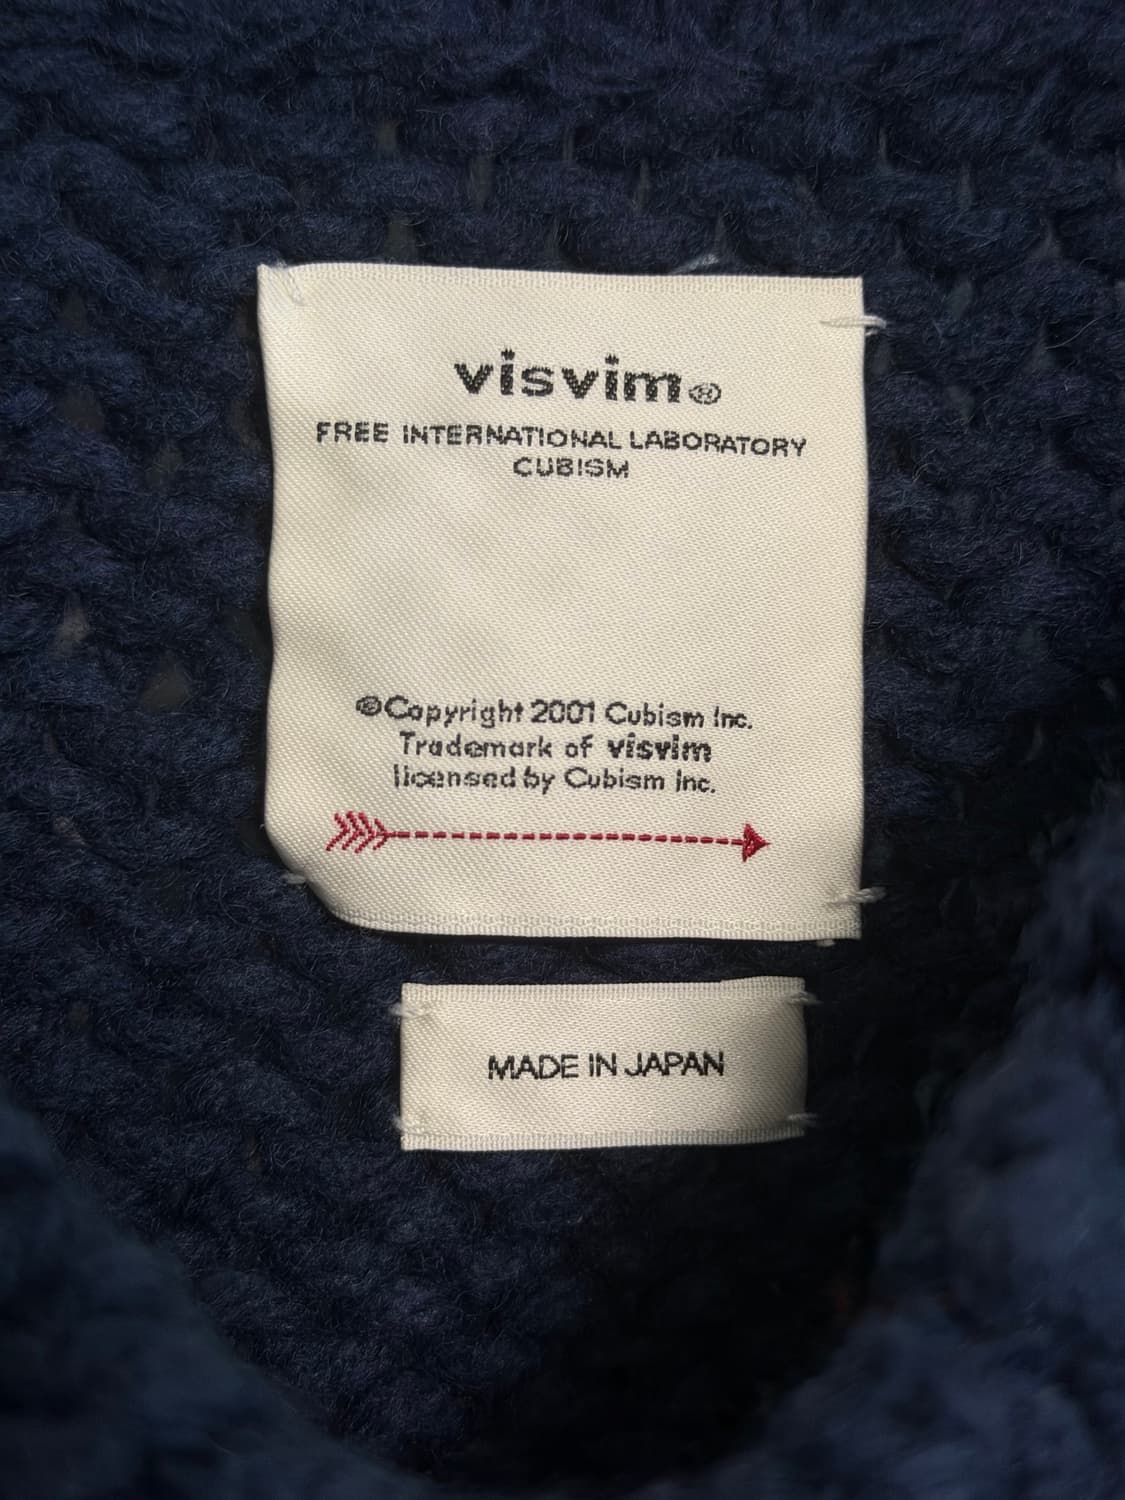 visvim®
FREE INTERNATIONAL LABORATORY
CUBISM
©Copyright 2001 Cubism Inc.
Trademark of visvim
licensed by Cubism Inc.
MADE IN JAPAN